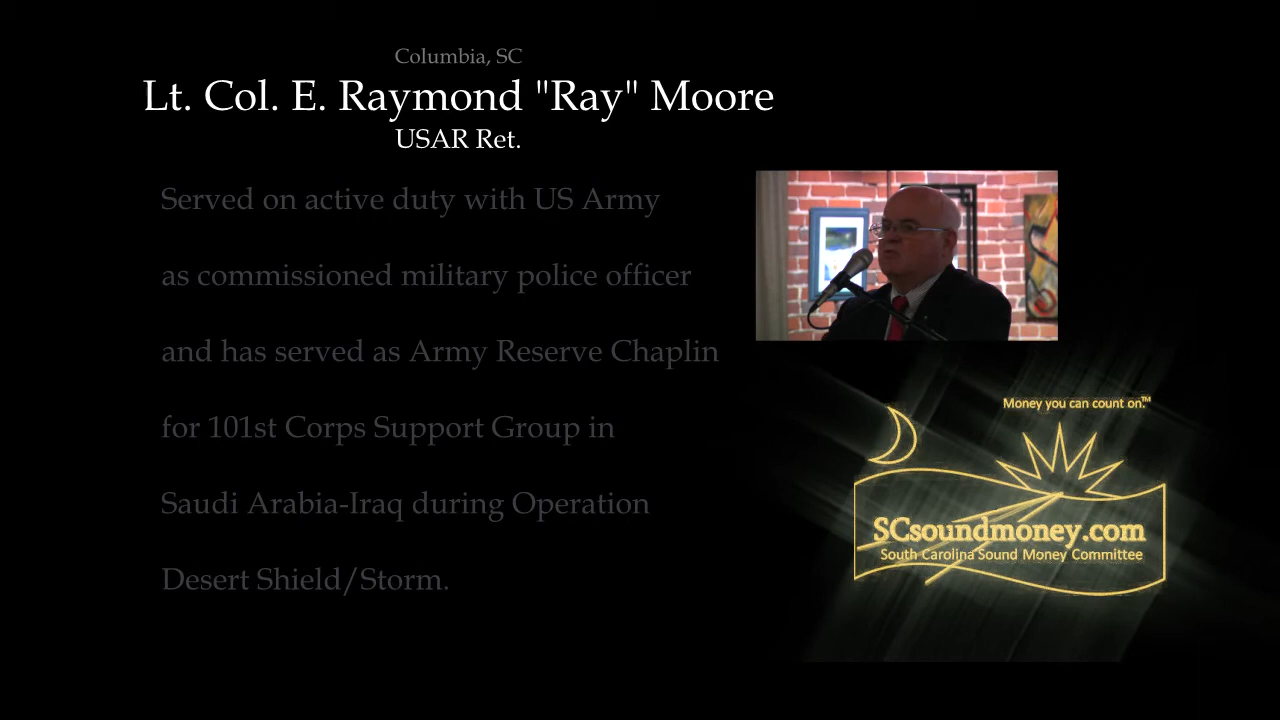 Columbia, SC
Lt. Col. E. Raymond "Ray" Moore
USAR Ret.
Served on active duty with US Army
as commissioned military police officer
and has served as Army Reserve Chaplin
for 101st Corps Support Group in
Saudi Arabia-Iraq during Operation
Desert Shield/Storm.
Money you can count on.™
SCsoundmoney.com
South Carolina Sound Money Committee